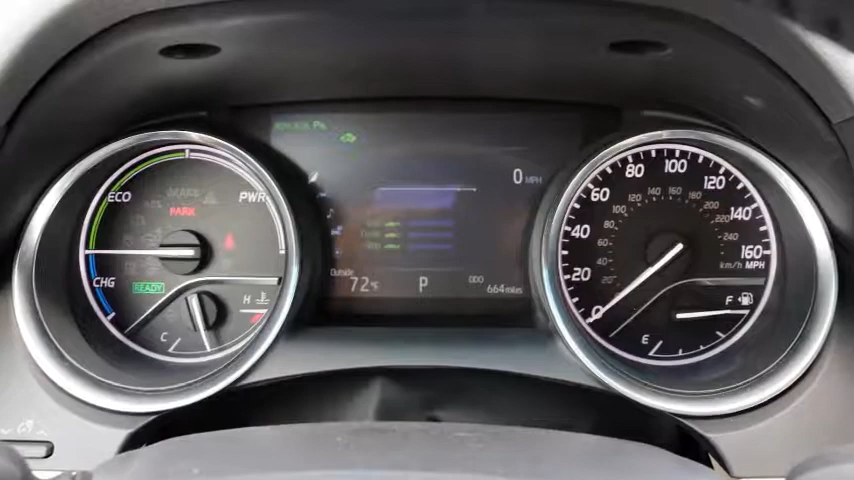 ECO
PWR
PARK
CHG
READY
H
C
0 MPH
Outside
72°F
P
ODO
664 miles
0
20
40
60
80
100
120
140
160
MPH
20
40
60
80
100
120
140
160
180
200
220
240
km/h
F
E